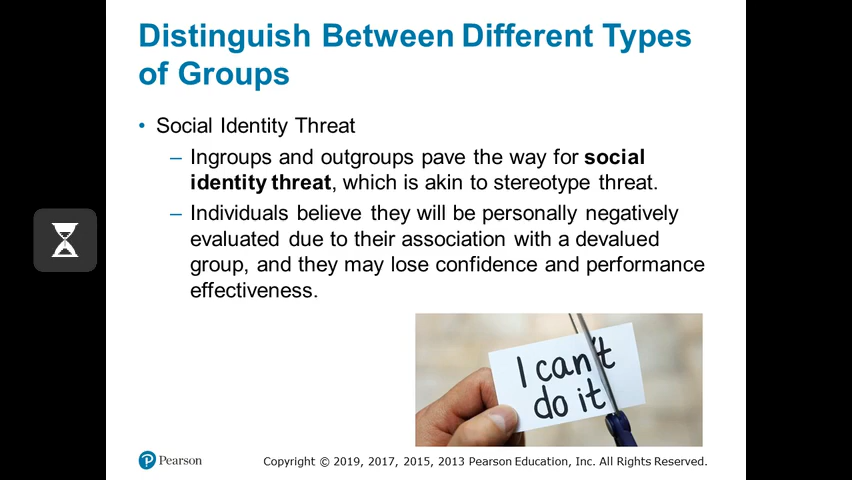 Distinguish Between Different Types
of Groups
• Social Identity Threat
– Ingroups and outgroups pave the way for social
identity threat, which is akin to stereotype threat.
– Individuals believe they will be personally negatively
evaluated due to their association with a devalued
group, and they may lose confidence and performance
effectiveness.
I can't
do it
Pearson
Copyright © 2019, 2017, 2015, 2013 Pearson Education, Inc. All Rights Reserved.